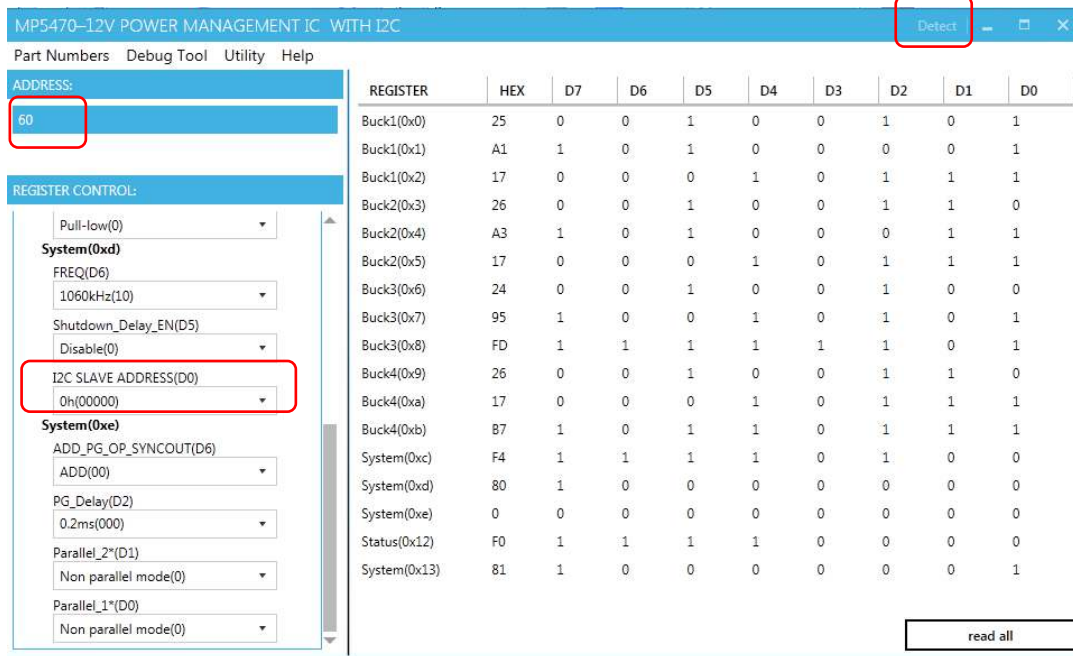 MP5470–12V POWER MANAGEMENT IC WITH I2C Detect
Part Numbers Debug Tool Utility Help
ADDRESS:
60
REGISTER CONTROL:
Pull-low(0)
System(0xd)
FREQ(D6)
1060kHz(10)
Shutdown_Delay_EN(D5)
Disable(0)
I2C SLAVE ADDRESS(D0)
0h(00000)
System(0xe)
ADD_PG_OP_SYNCOUT(D6)
ADD(00)
PG_Delay(D2)
0.2ms(000)
Parallel_2*(D1)
Non parallel mode(0)
Parallel_1*(D0)
Non parallel mode(0)
REGISTER HEX D7 D6 D5 D4 D3 D2 D1 D0
Buck1(0x0) 25 0 0 1 0 0 1 0 1
Buck1(0x1) A1 1 0 1 0 0 0 0 1
Buck1(0x2) 17 0 0 0 1 0 1 1 1
Buck2(0x3) 26 0 0 1 0 0 1 1 0
Buck2(0x4) A3 1 0 1 0 0 0 1 1
Buck2(0x5) 17 0 0 0 1 0 1 1 1
Buck3(0x6) 24 0 0 1 0 0 1 0 0
Buck3(0x7) 95 1 0 0 1 0 1 0 1
Buck3(0x8) FD 1 1 1 1 1 1 0 1
Buck4(0x9) 26 0 0 1 0 0 1 1 0
Buck4(0xa) 17 0 0 0 1 0 1 1 1
Buck4(0xb) B7 1 0 1 1 0 1 1 1
System(0xc) F4 1 1 1 1 0 1 0 0
System(0xd) 80 1 0 0 0 0 0 0 0
System(0xe) 0 0 0 0 0 0 0 0 0
Status(0x12) F0 1 1 1 1 0 0 0 0
System(0x13) 81 1 0 0 0 0 0 0 1
read all